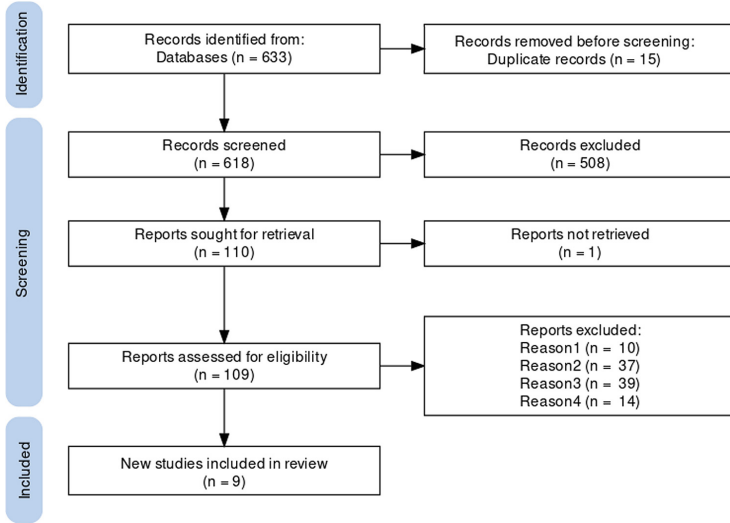 Identification
Records identified from:
Databases (n = 633)
Records removed before screening:
Duplicate records (n = 15)
Screening
Records screened
(n = 618)
Records excluded
(n = 508)
Reports sought for retrieval
(n = 110)
Reports not retrieved
(n = 1)
Reports assessed for eligibility
(n = 109)
Reports excluded:
Reason1 (n = 10)
Reason2 (n = 37)
Reason3 (n = 39)
Reason4 (n = 14)
Included
New studies included in review
(n = 9)